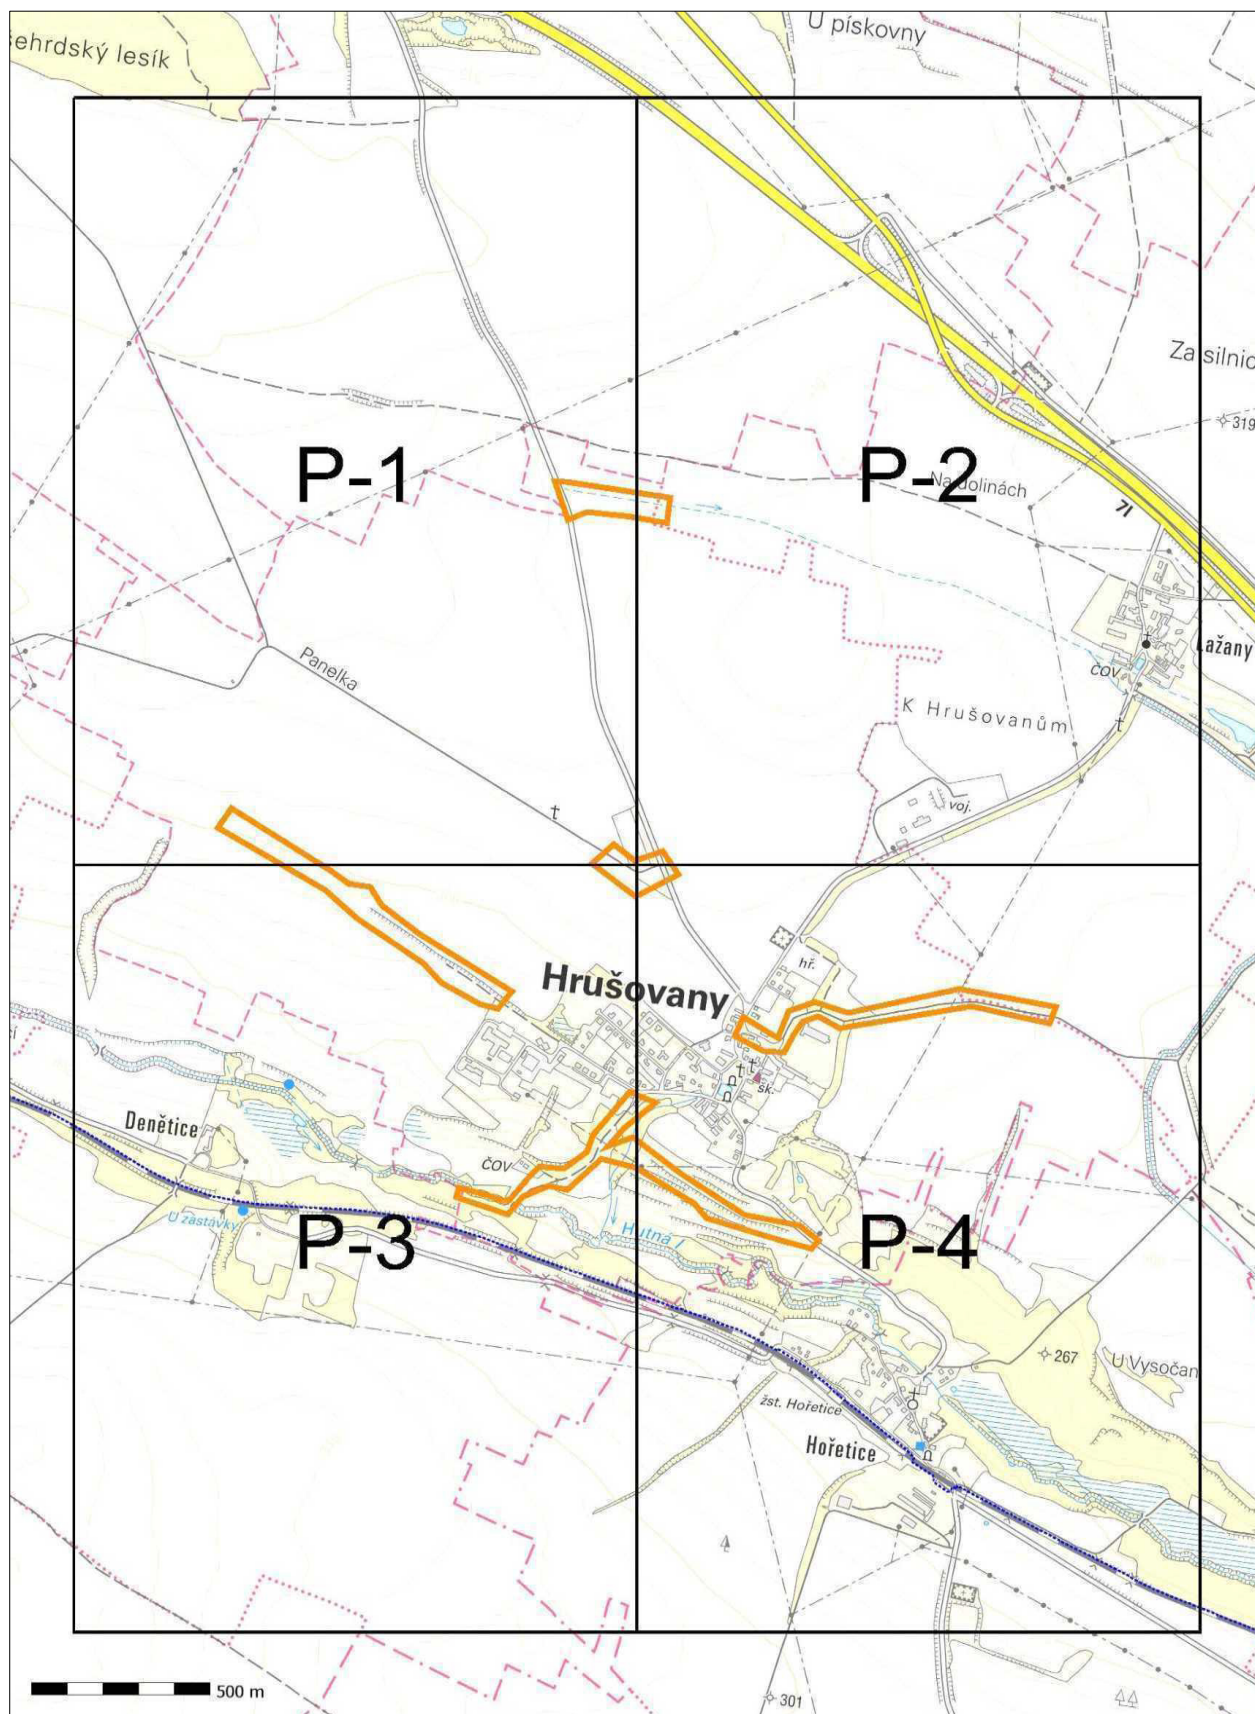 U pískovny
ehrdský lesík
Za silnic
319
P-1
P-2
Na dolinách
71
Lažany
ČOV
Panelka
K Hrušovanům
voj.
Hrušovany
hř.
šk.
Denětice
ČOV
U zastávky
P-3
Hutná I
P-4
267
U Vysočan
žst. Hořetice
Hořetice
500 m
301